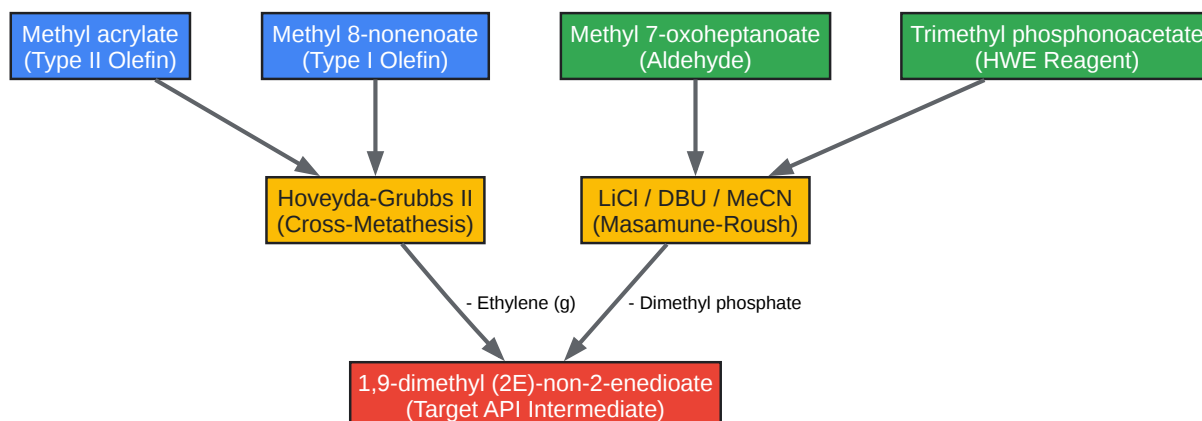 Methyl acrylate
(Type II Olefin)
Methyl 8-nonenoate
(Type I Olefin)
Methyl 7-oxoheptanoate
(Aldehyde)
Trimethyl phosphonoacetate
(HWE Reagent)
Hoveyda-Grubbs II
(Cross-Metathesis)
LiCl / DBU / MeCN
(Masamune-Roush)
- Ethylene (g)
- Dimethyl phosphate
1,9-dimethyl (2E)-non-2-enedioate
(Target API Intermediate)